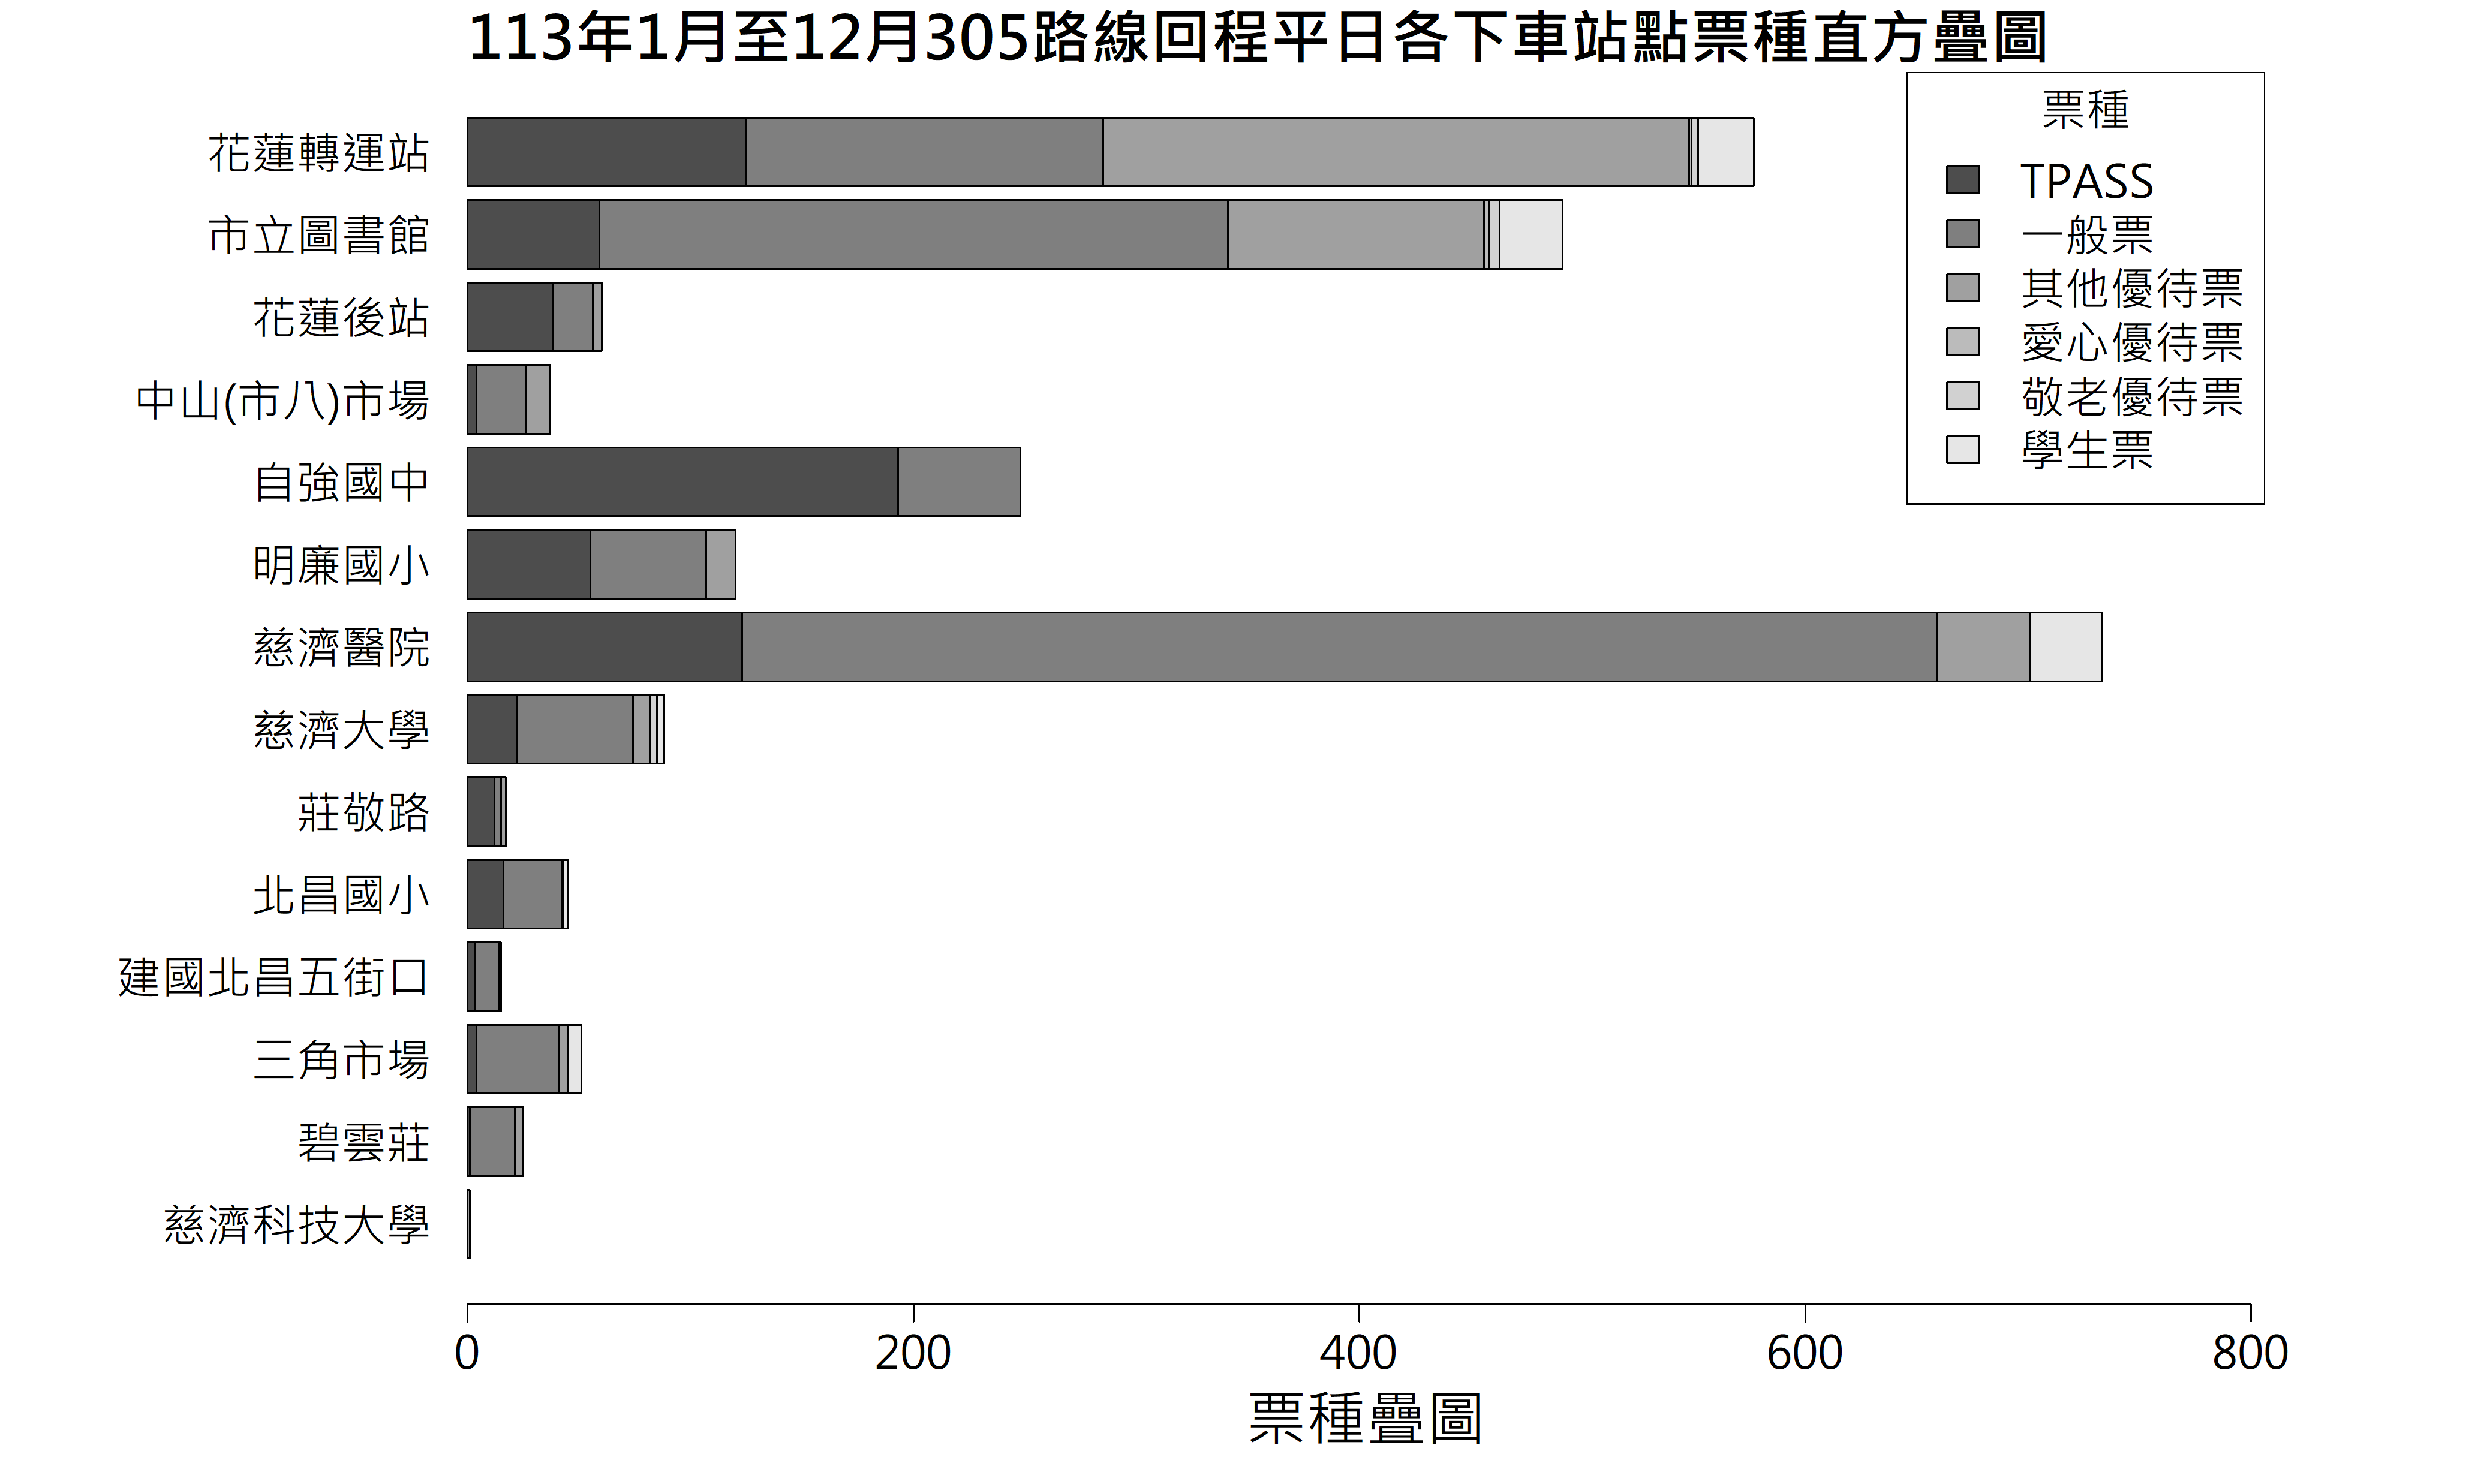 113年1月至12月305路線回程平日各下車站點票種直方疊圖
票種
TPASS
一般票
其他優待票
愛心優待票
敬老優待票
學生票
花蓮轉運站
市立圖書館
花蓮後站
中山(市八)市場
自強國中
明廉國小
慈濟醫院
慈濟大學
莊敬路
北昌國小
建國北昌五街口
三角市場
碧雲莊
慈濟科技大學
0 200 400 600 800
票種疊圖